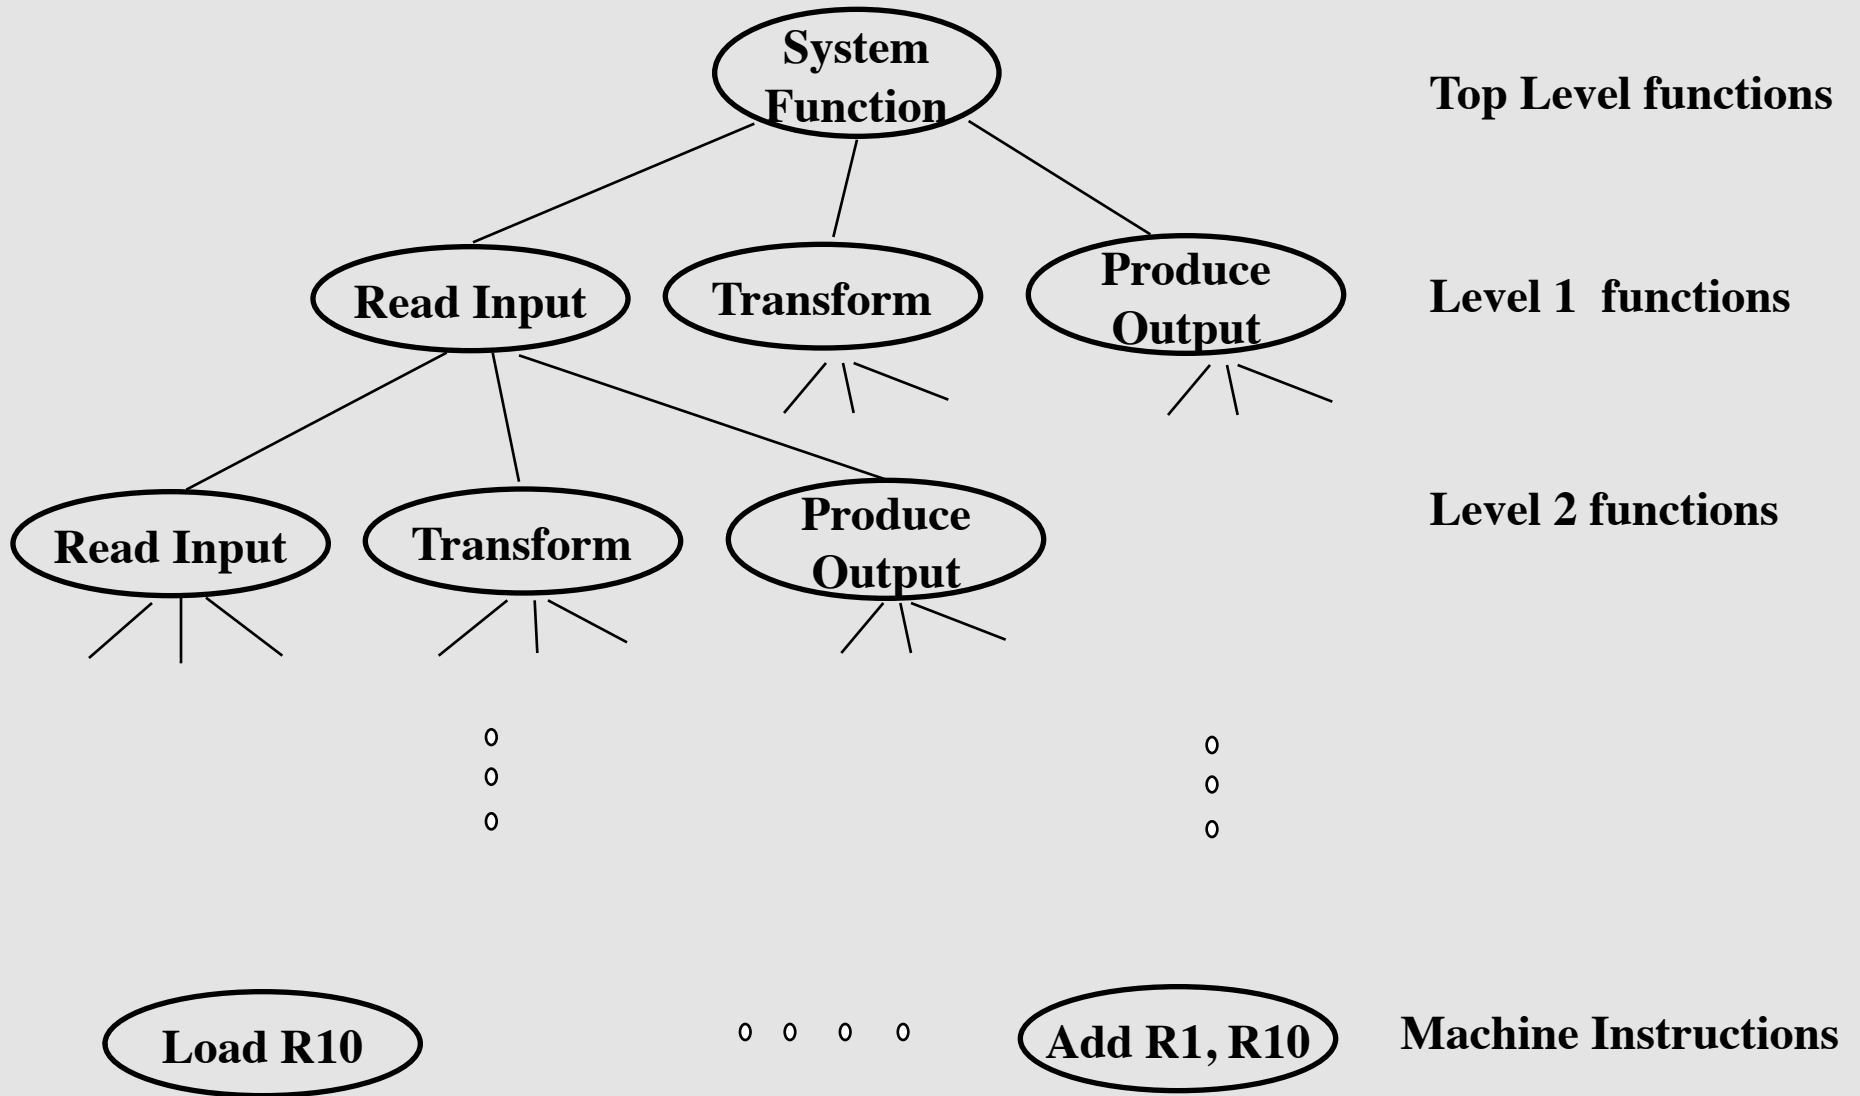 System
Function
Top Level functions
Read Input
Transform
Produce
Output
Level 1 functions
Read Input
Transform
Produce
Output
Level 2 functions
Load R10
Add R1, R10
Machine Instructions